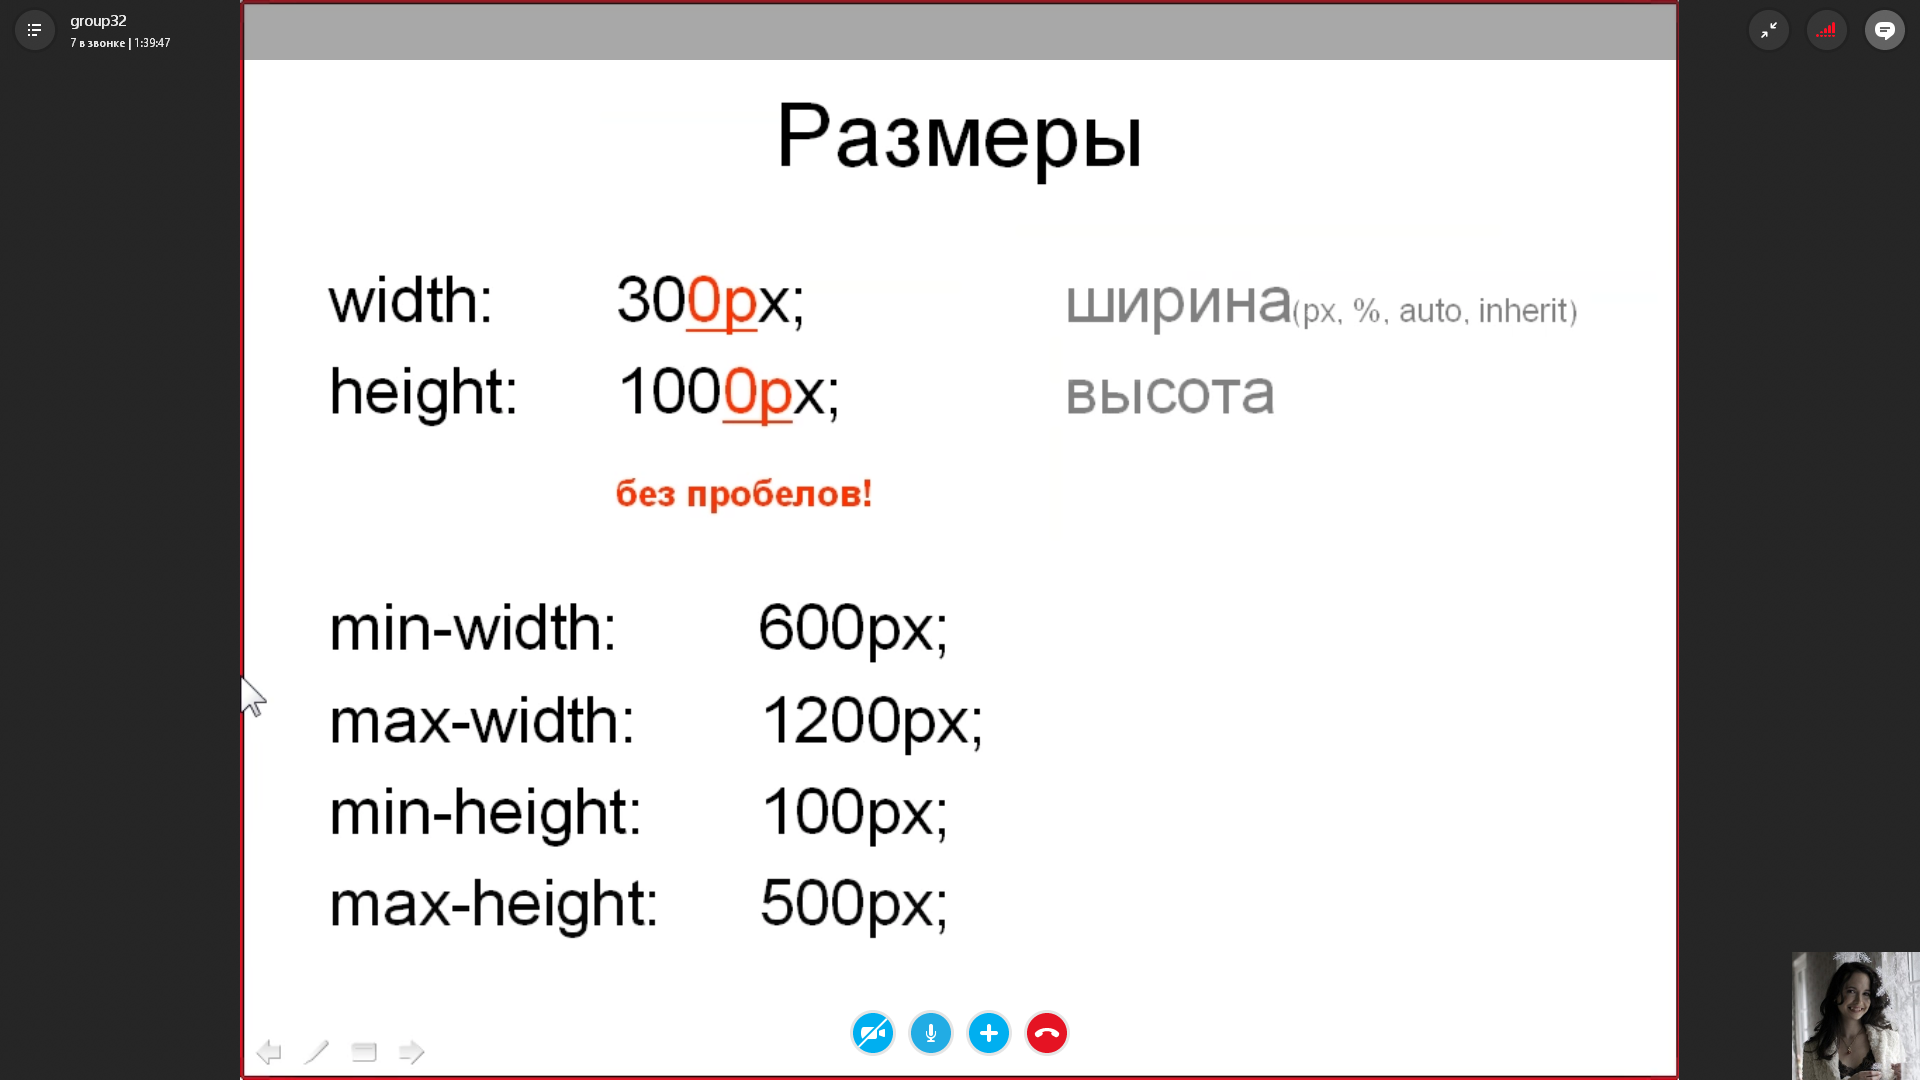 group32
7 в звонке | 1:39:47
Размеры
width: 300px; ширина(px, %, auto, inherit)
height: 1000px; высота
без пробелов!
min-width: 600px;
max-width: 1200px;
min-height: 100px;
max-height: 500px;